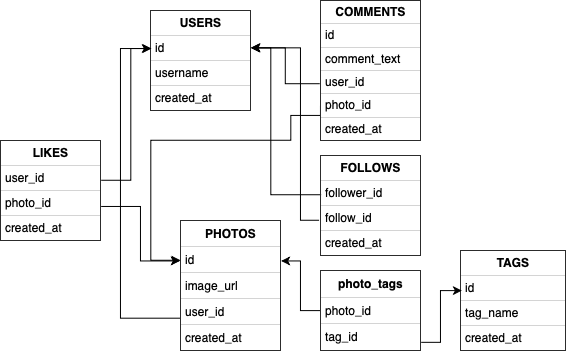 USERS
id
username
created_at
COMMENTS
id
comment_text
user_id
photo_id
created_at
LIKES
user_id
photo_id
created_at
FOLLOWS
follower_id
follow_id
created_at
PHOTOS
id
image_url
user_id
created_at
photo_tags
photo_id
tag_id
TAGS
id
tag_name
created_at